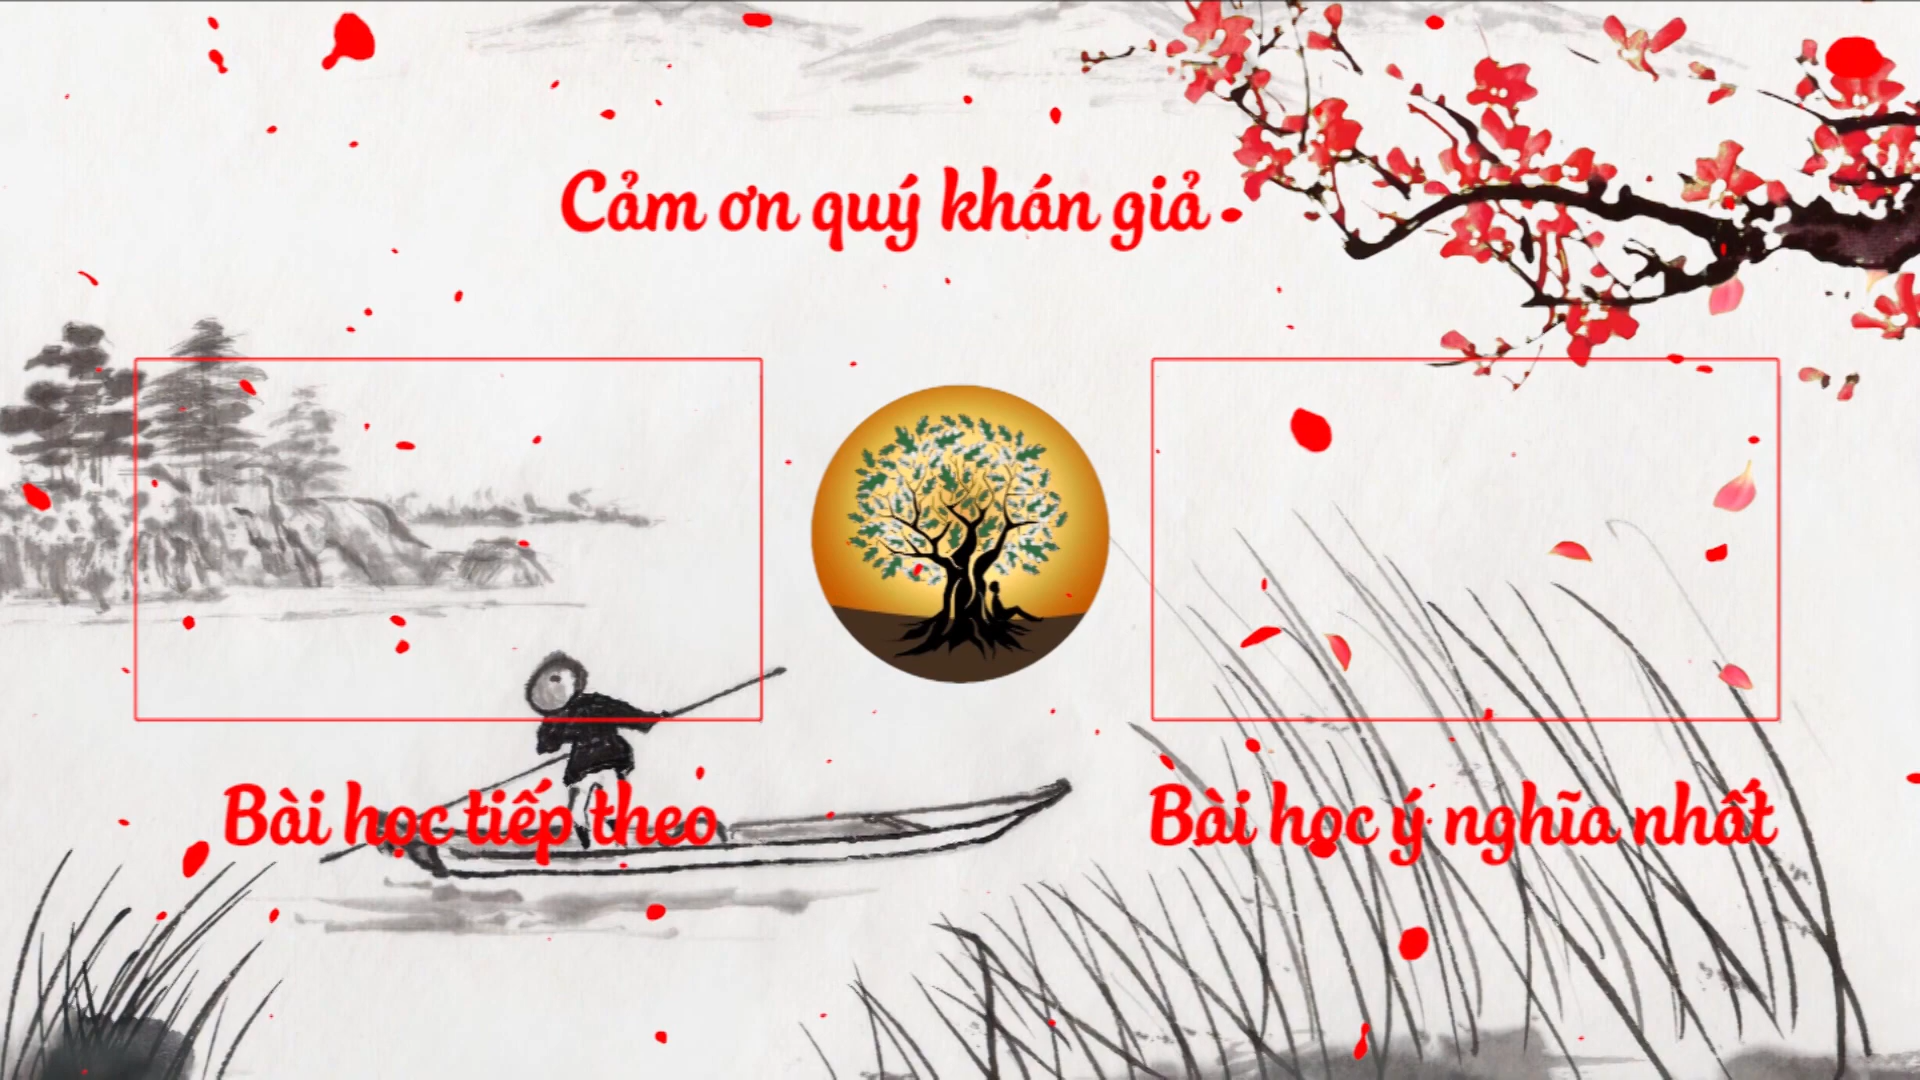 Cảm ơn quý khán giả
Bài học tiếp theo
Bài học ý nghĩa nhất